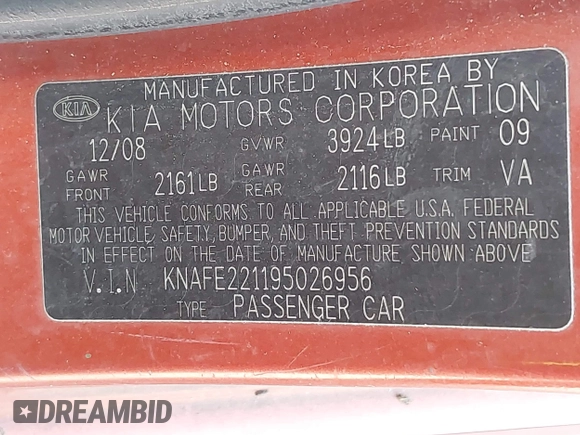 MANUFACTURED IN KOREA BY
KIA KIA MOTORS CORPORATION
12/08 GVWR 3924LB PAINT 09
GAWR FRONT 2161LB GAWR REAR 2116LB TRIM VA
THIS VEHICLE CONFORMS TO ALL APPLICABLE U.S.A. FEDERAL
MOTOR VEHICLE, SAFETY, BUMPER, AND THEFT PREVENTION STANDARDS
IN EFFECT ON THE DATE OF MANUFACTURE SHOWN ABOVE
V.I.N KNAFE221195026956
TYPE PASSENGER CAR
DREAMBID